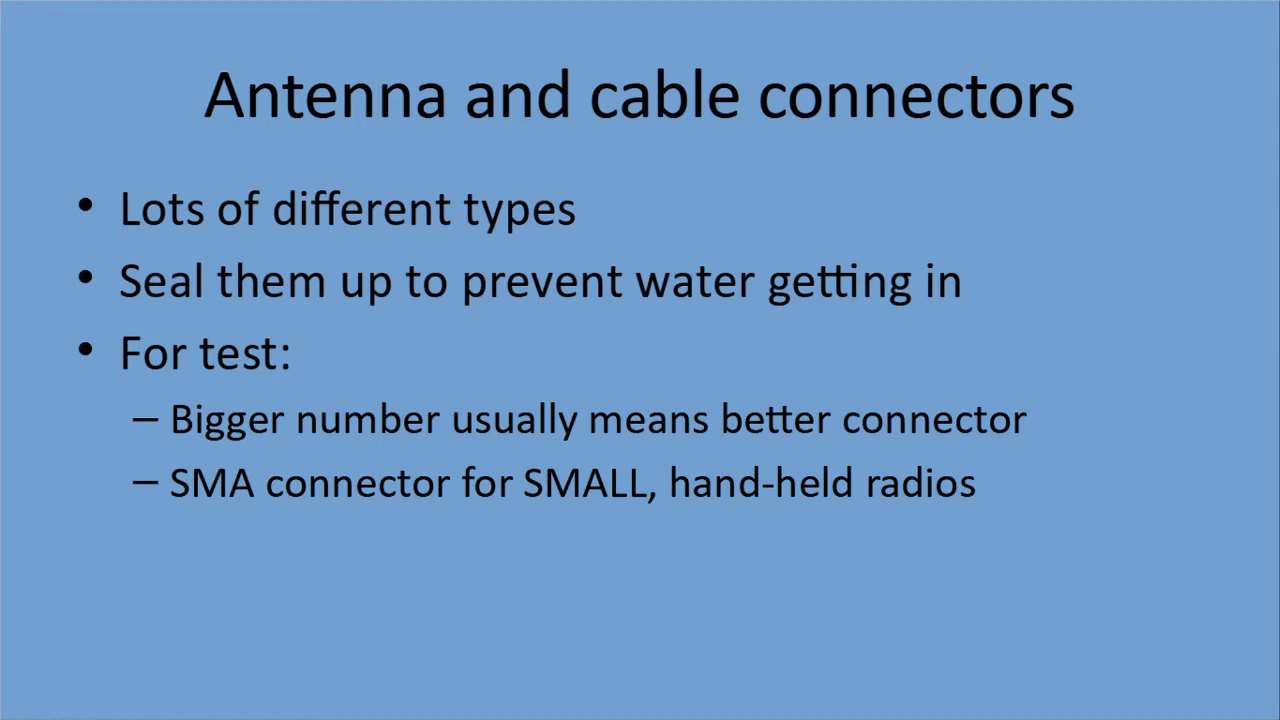 Antenna and cable connectors
• Lots of different types
• Seal them up to prevent water getting in
• For test:
– Bigger number usually means better connector
– SMA connector for SMALL, hand-held radios